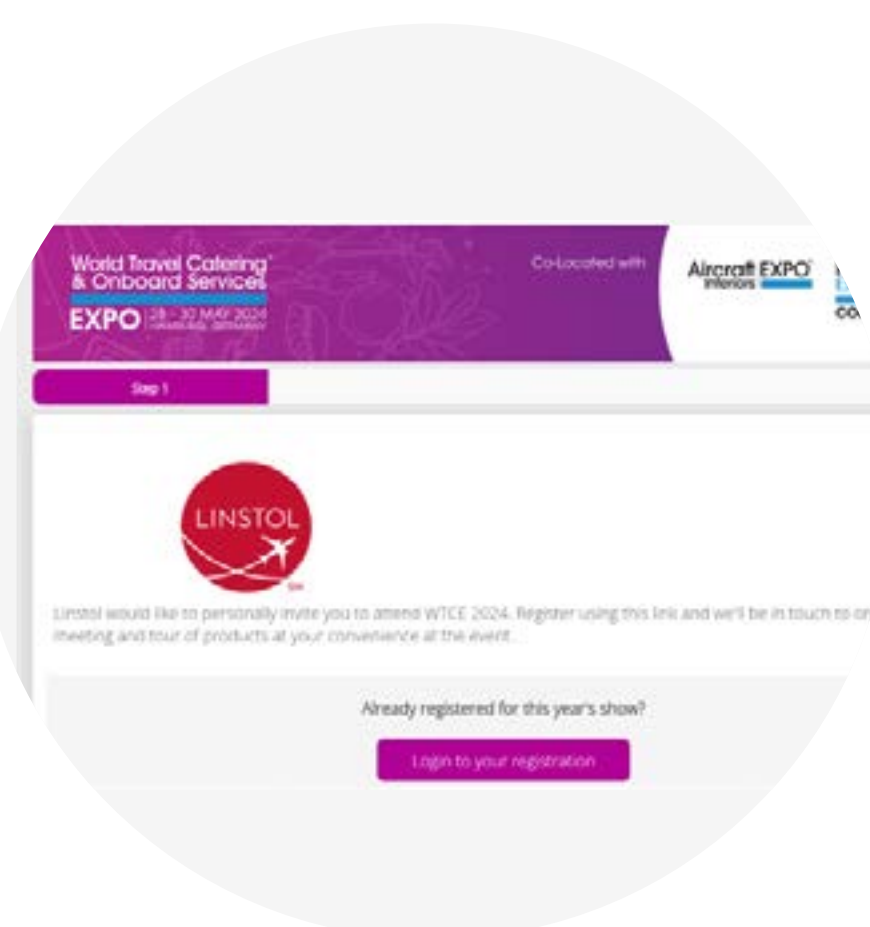 World Travel Catering
& Onboard Services
EXPO 28 - 30 MAY 2024
HAMBURG, GERMANY
Co-Located with
Aircraft EXPO
Interiors
Step 1
LINSTOL
SM
Linstol would like to personally invite you to attend WTCE 2024. Register using this link and we'll be in touch to
meeting and tour of products at your convenience at the event.
Already registered for this year's show?
Login to your registration